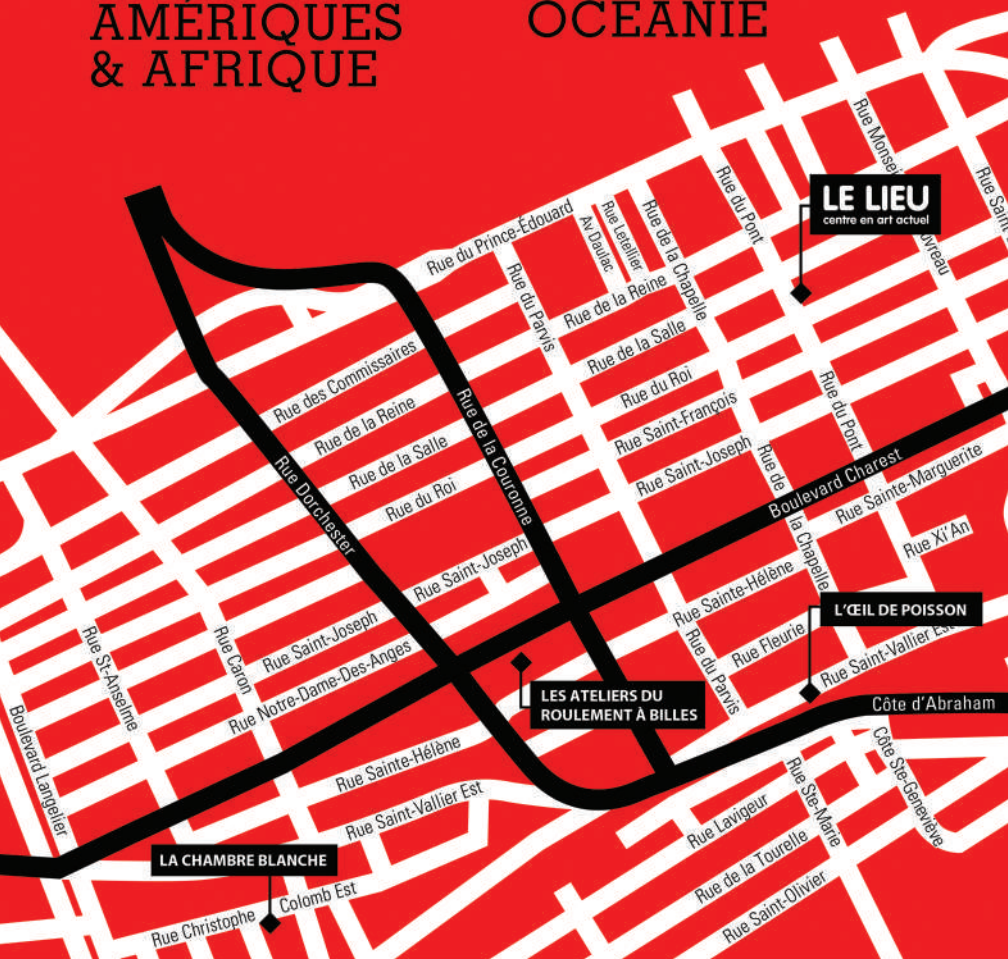 AMÉRIQUES
& AFRIQUE
OCÉANIE
Rue Monsei
LE LIEU
centre en art actuel
uvreau
Rue Saint
Rue du Pont
Rue du Prince-Édouard
Av Daulac
Rue Letellier
Rue de la Chapelle
Rue du Parvis
Rue de la Reine
Rue de la Salle
Rue du Roi
Rue Saint-François
Rue Saint-Joseph
Rue des Commissaires
Rue de la Reine
Rue de la Salle
Rue du Roi
Rue de la Couronne
Rue Dorchester
Rue du Pont
Rue de la Chapelle
Boulevard Charest
Rue Sainte-Marguerite
Rue Xi'An
Rue Saint-Joseph
Rue Saint-Joseph
Rue Notre-Dame-Des-Anges
Rue Sainte-Hélène
Rue Fleurie
Rue du Parvis
L'ŒIL DE POISSON
Rue Saint-Vallier Est
Côte d'Abraham
LES ATELIERS DU
ROULEMENT À BILLES
Rue St-Anselme
Rue Caron
Boulevard Langelier
Rue Sainte-Hélène
Rue Saint-Vallier Est
LA CHAMBRE BLANCHE
Rue Christophe Colomb Est
Côte Ste-Geneviève
Rue Ste-Marie
Rue Lavigeur
Rue de la Tourelle
Rue Saint-Olivier